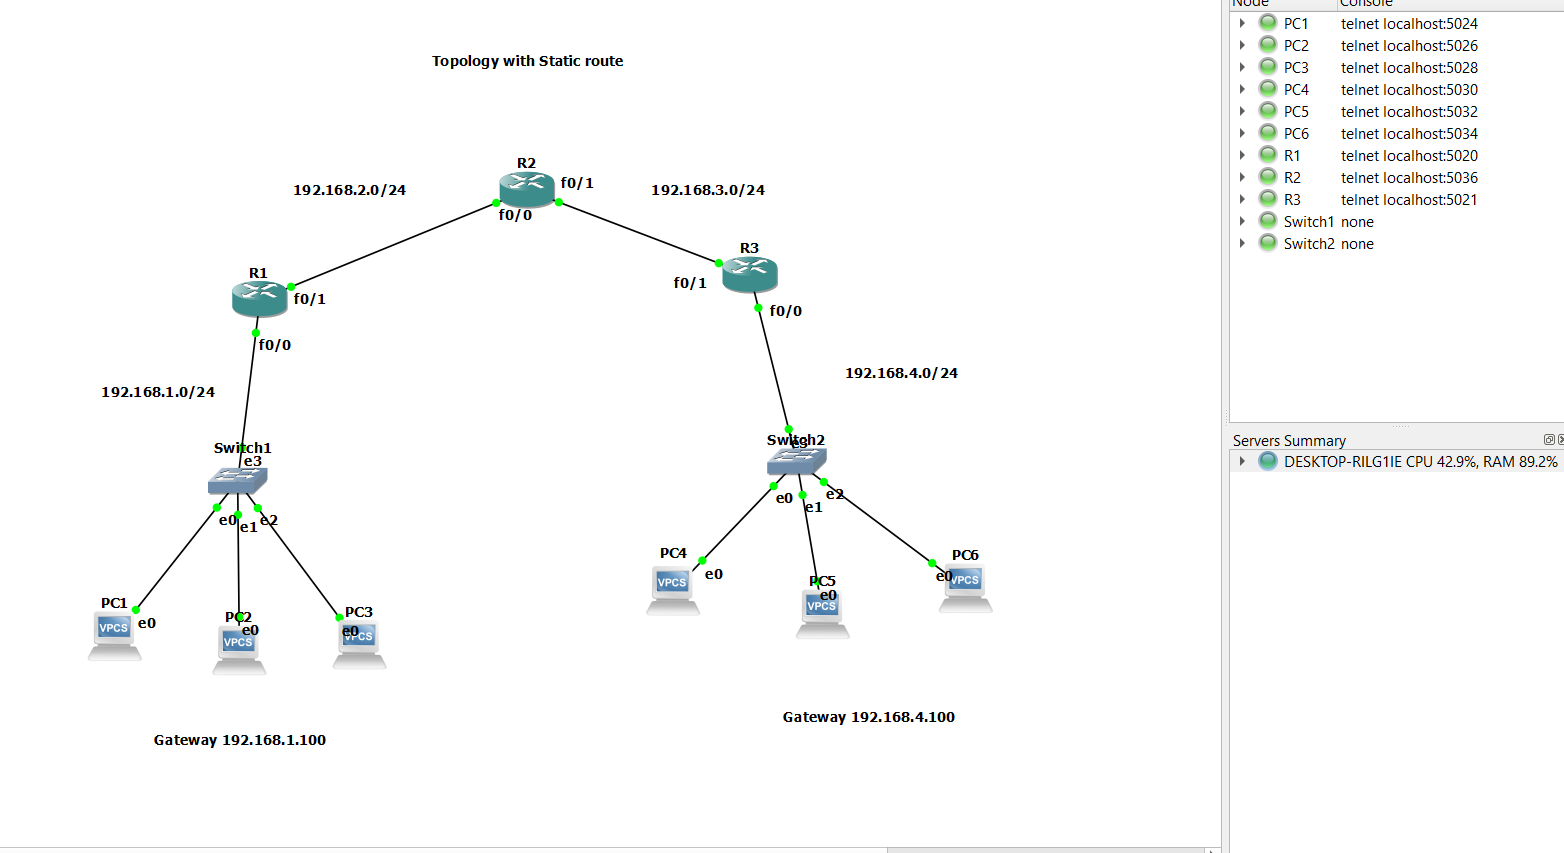 Topology with Static route
R2
f0/1
192.168.2.0/24
192.168.3.0/24
f0/0
R3
R1
f0/1
f0/1
f0/0
f0/0
192.168.4.0/24
192.168.1.0/24
Switch1
e3
Switch2
e3
e0
e1
e2
e0
e1
e2
PC4
e0
VPCS
PC5
e0
VPCS
PC6
e0
VPCS
PC1
e0
VPCS
PC2
e0
VPCS
PC3
e0
VPCS
Gateway 192.168.4.100
Gateway 192.168.1.100
Node Console
PC1 telnet localhost:5024
PC2 telnet localhost:5026
PC3 telnet localhost:5028
PC4 telnet localhost:5030
PC5 telnet localhost:5032
PC6 telnet localhost:5034
R1 telnet localhost:5020
R2 telnet localhost:5036
R3 telnet localhost:5021
Switch1 none
Switch2 none
Servers Summary
DESKTOP-RILG1IE CPU 42.9%, RAM 89.2%